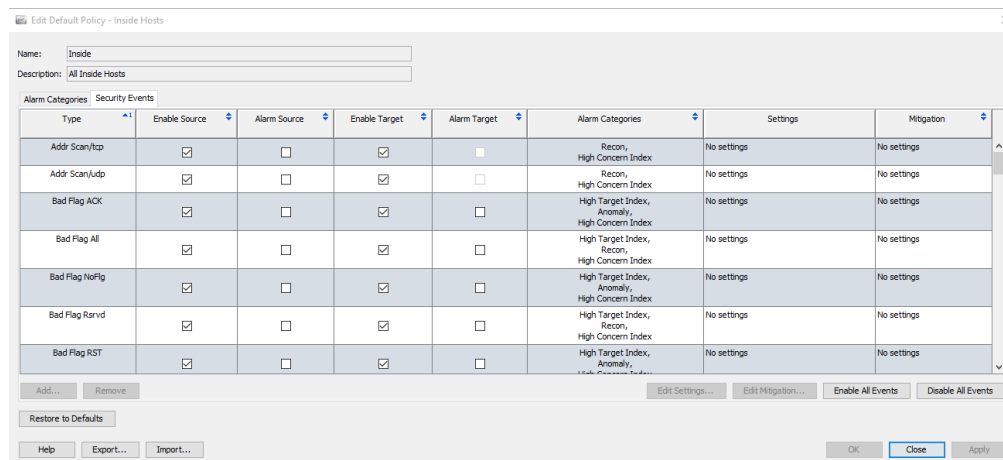 Edit Default Policy - Inside Hosts
Name: Inside
Description: All Inside Hosts
Alarm Categories Security Events
Type 1 Enable Source Alarm Source Enable Target Alarm Target Alarm Categories Settings Mitigation
Addr Scan/tcp Recon, No settings No settings
High Concern Index
Addr Scan/udp Recon, No settings No settings
High Concern Index
Bad Flag ACK High Target Index, No settings No settings
Anomaly,
High Concern Index
Bad Flag All High Target Index, No settings No settings
Recon,
High Concern Index
Bad Flag NoFlg High Target Index, No settings No settings
Anomaly,
High Concern Index
Bad Flag Rsrvd High Target Index, No settings No settings
Recon,
High Concern Index
Bad Flag RST High Target Index, No settings No settings
Anomaly,
High Concern Index
Add... Remove Edit Settings... Edit Mitigation... Enable All Events Disable All Events
Restore to Defaults
Help Export... Import... OK Close Apply